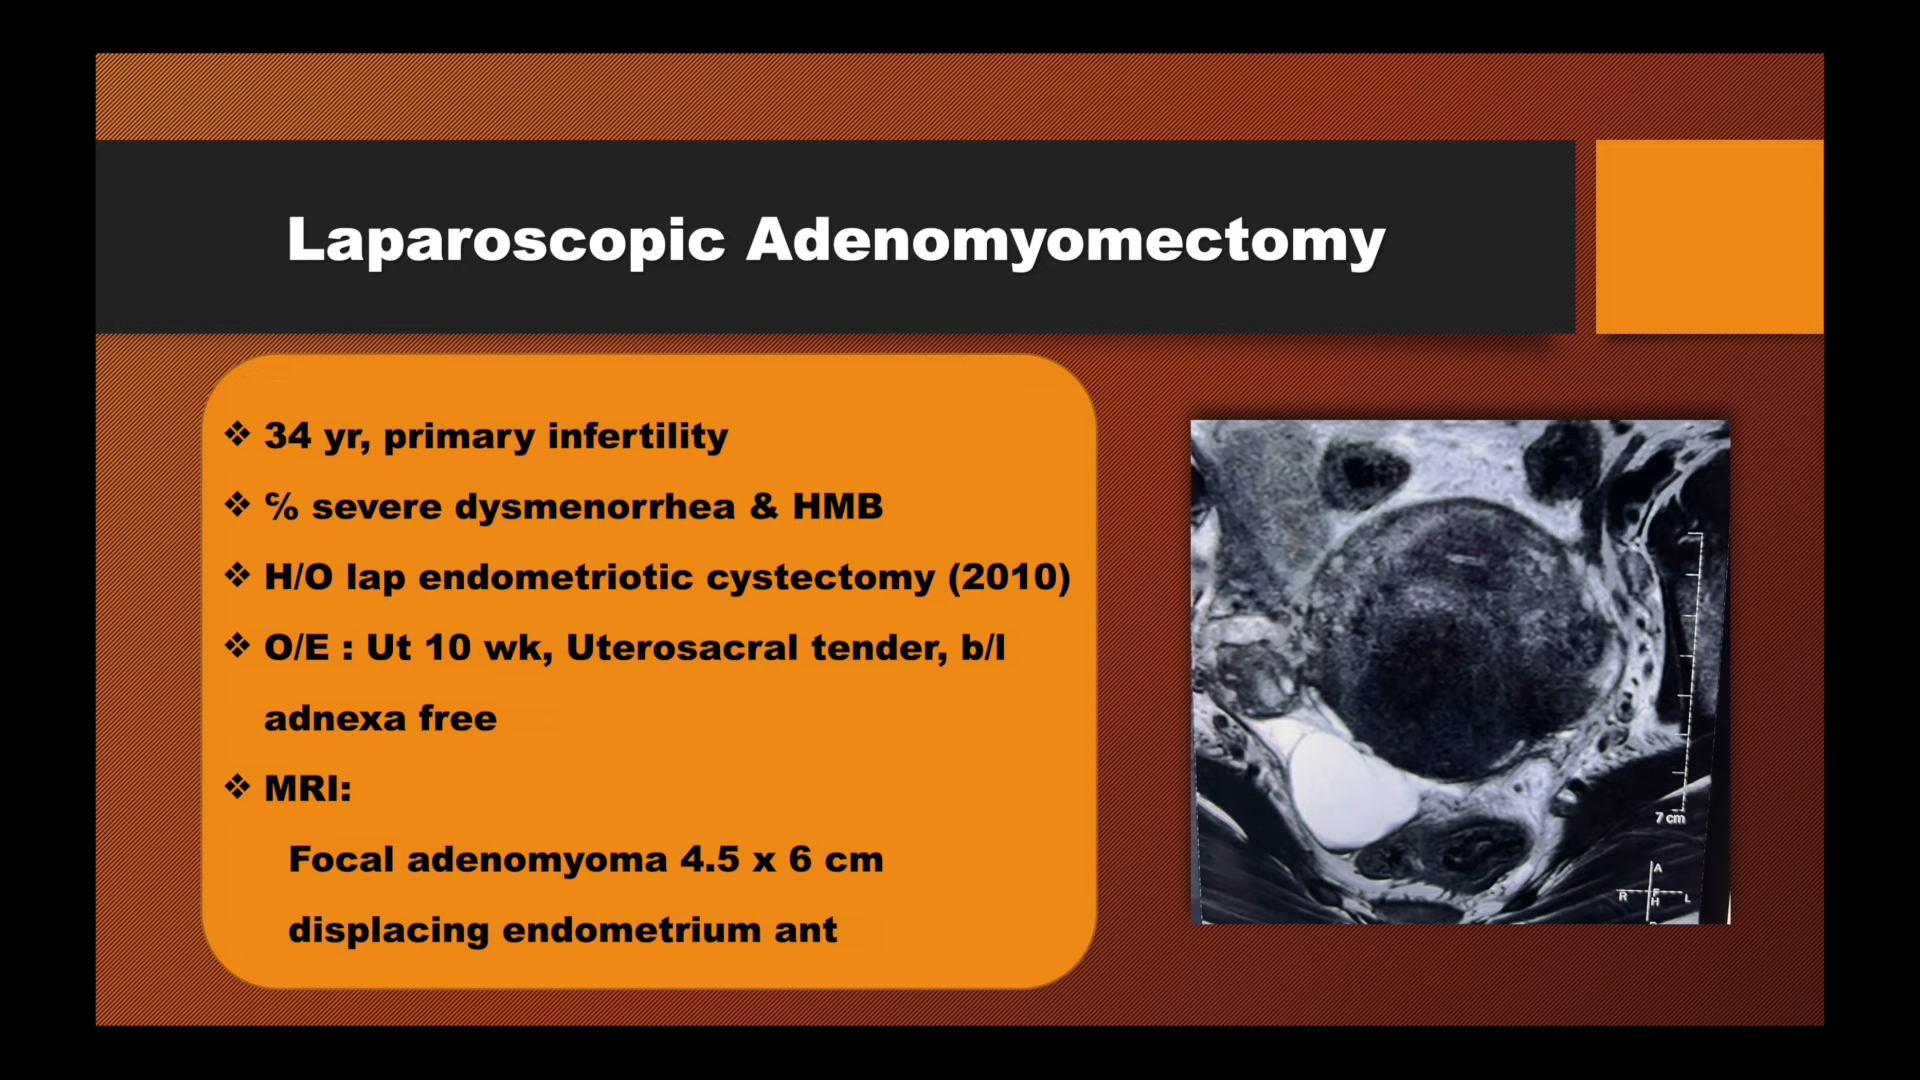 Laparoscopic Adenomyomectomy
❖ 34 yr, primary infertility
❖ ℅ severe dysmenorrhea & HMB
❖ H/O lap endometriotic cystectomy (2010)
❖ O/E : Ut 10 wk, Uterosacral tender, b/l
adnexa free
❖ MRI:
Focal adenomyoma 4.5 x 6 cm
displacing endometrium ant
7 cm
A
R F L
H